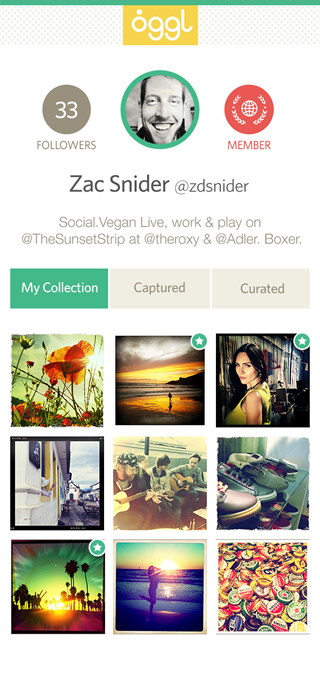 öggl
33
FOLLOWERS
MEMBER
Zac Snider @zdsnider
Social.Vegan Live, work & play on
@TheSunsetStrip at @theroxy & @Adler. Boxer.
My Collection
Captured
Curated